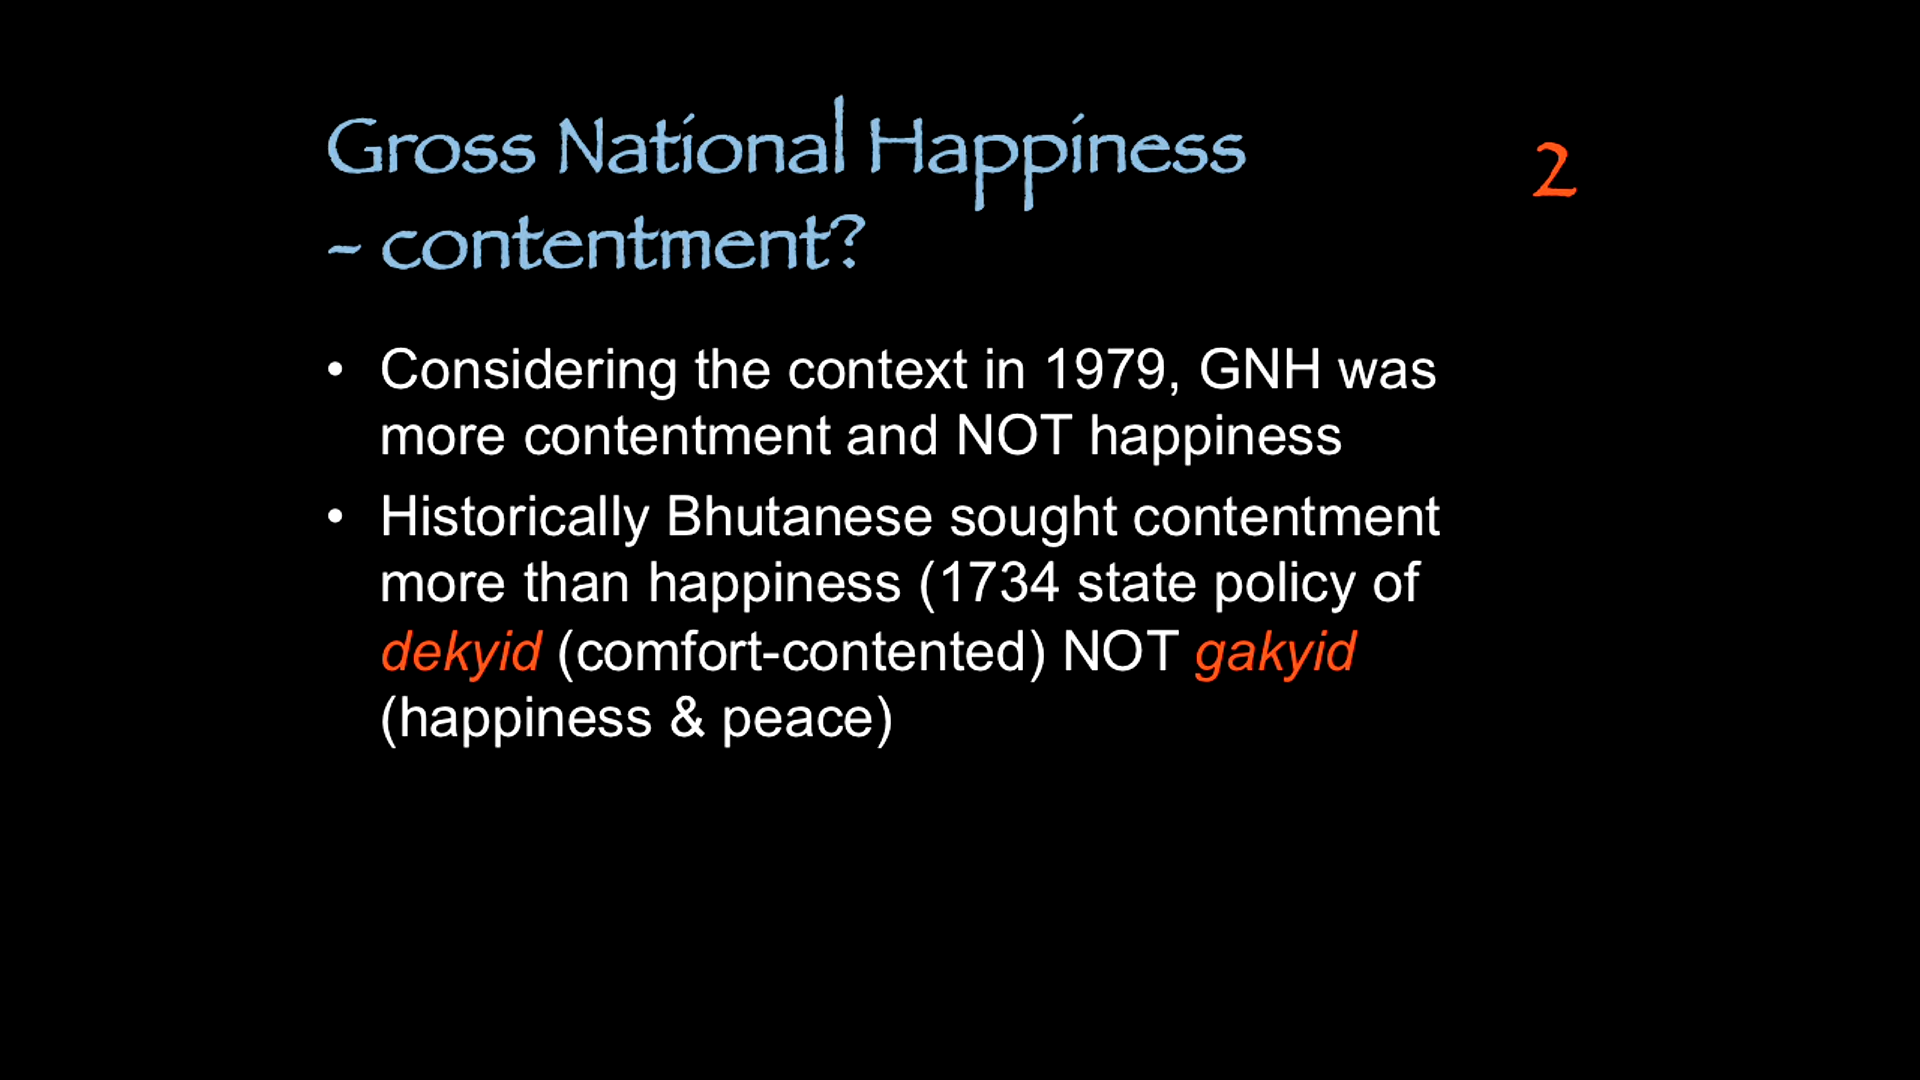 Gross National Happiness
- contentment?
2
• Considering the context in 1979, GNH was
more contentment and NOT happiness
• Historically Bhutanese sought contentment
more than happiness (1734 state policy of
dekyid (comfort-contented) NOT gakyid
(happiness & peace)